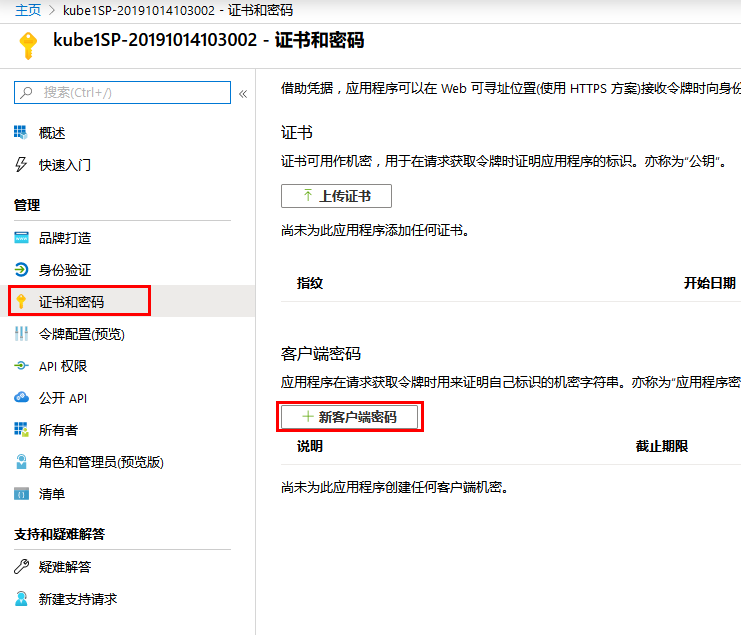 主页 > kube1SP-20191014103002 - 证书和密码
kube1SP-20191014103002 - 证书和密码
搜索(Ctrl+/)
«
概述
快速入门
管理
品牌打造
身份验证
证书和密码
令牌配置(预览)
API 权限
公开 API
所有者
角色和管理员(预览版)
清单
支持和疑难解答
疑难解答
新建支持请求
借助凭据，应用程序可以在 Web 可寻址位置(使用 HTTPS 方案)接收令牌时向身份
证书
证书可用作机密，用于在请求获取令牌时证明应用程序的标识。亦称为“公钥”。
上传证书
尚未为此应用程序添加任何证书。
指纹 开始日期
客户端密码
应用程序在请求获取令牌时用来证明自己标识的机密字符串。亦称为“应用程序密
+ 新客户端密码
说明 截止期限
尚未为此应用程序创建任何客户端机密。